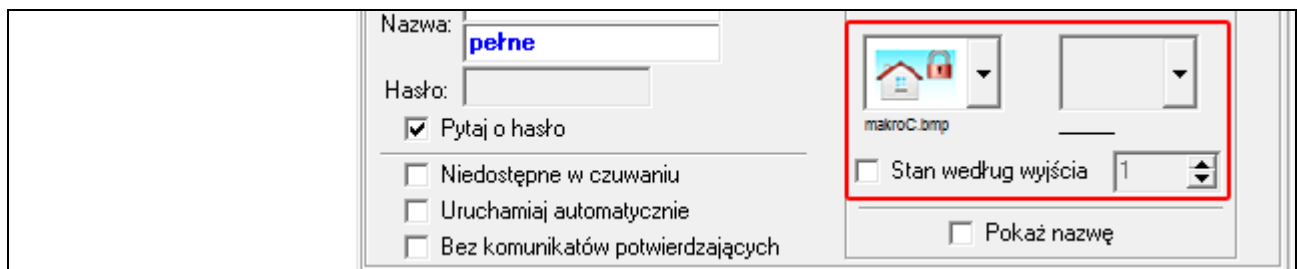 Nazwa:
pełne
Hasło:
Pytaj o hasło
Niedostępne w czuwaniu
Uruchamiaj automatycznie
Bez komunikatów potwierdzających
makroC.bmp
Stan według wyjścia 1
Pokaż nazwę